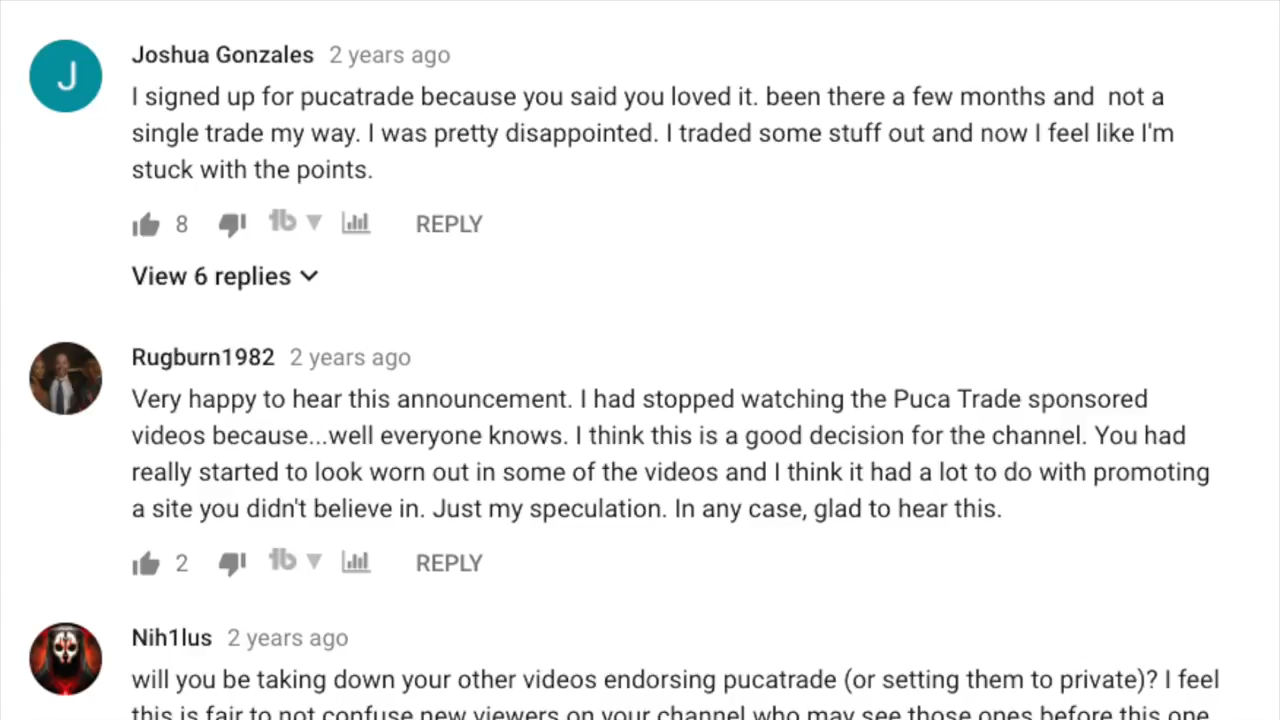 J
Joshua Gonzales 2 years ago
I signed up for pucatrade because you said you loved it. been there a few months and  not a
single trade my way. I was pretty disappointed. I traded some stuff out and now I feel like I'm
stuck with the points.
8 REPLY
View 6 replies
Rugburn1982 2 years ago
Very happy to hear this announcement. I had stopped watching the Puca Trade sponsored
videos because...well everyone knows. I think this is a good decision for the channel. You had
really started to look worn out in some of the videos and I think it had a lot to do with promoting
a site you didn't believe in. Just my speculation. In any case, glad to hear this.
2 REPLY
Nih1lus 2 years ago
will you be taking down your other videos endorsing pucatrade (or setting them to private)? I feel
this is fair to not confuse new viewers on your channel who may see those ones before this one